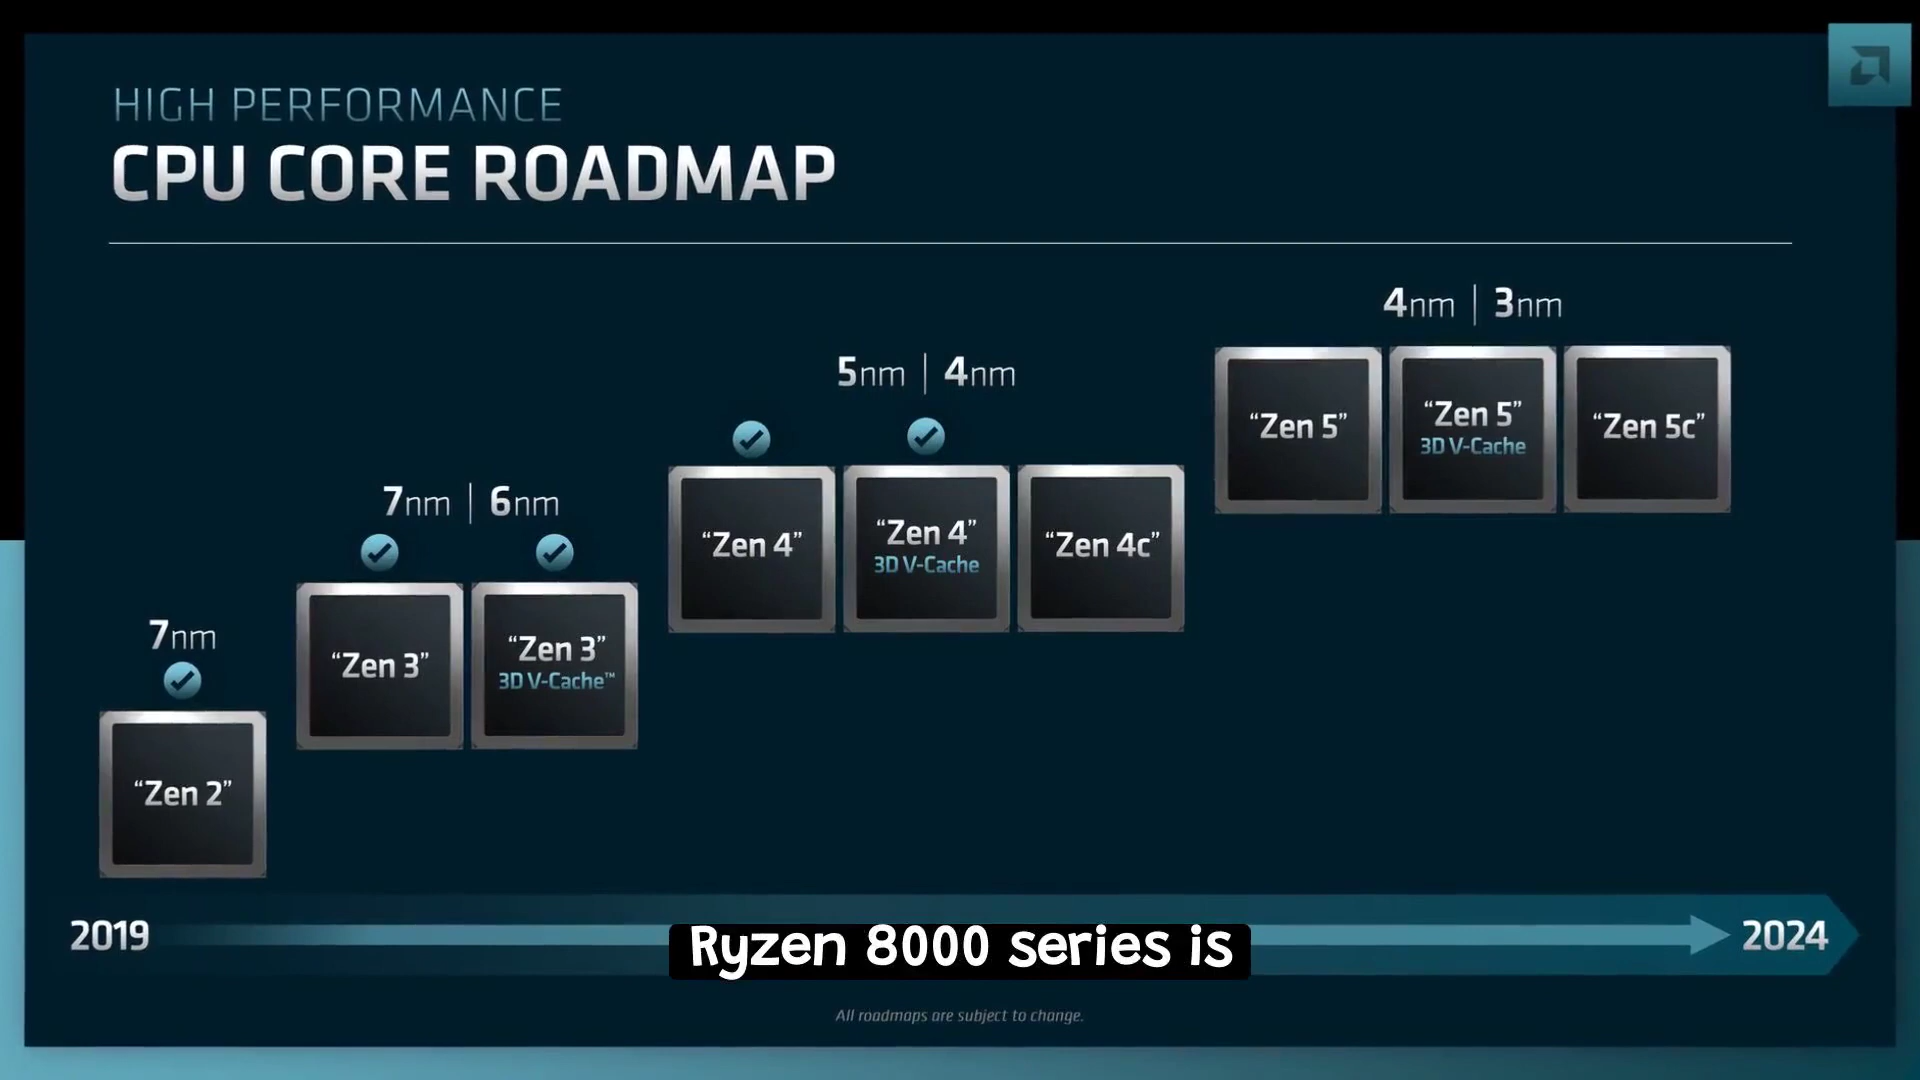 HIGH PERFORMANCE
CPU CORE ROADMAP
4nm | 3nm
"Zen 5"
"Zen 5"
3D V-Cache
"Zen 5c"
5nm | 4nm
"Zen 4"
"Zen 4"
3D V-Cache
"Zen 4c"
7nm | 6nm
"Zen 3"
"Zen 3"
3D V-Cache™
7nm
"Zen 2"
2019
2024
Ryzen 8000 series is
All roadmaps are subject to change.